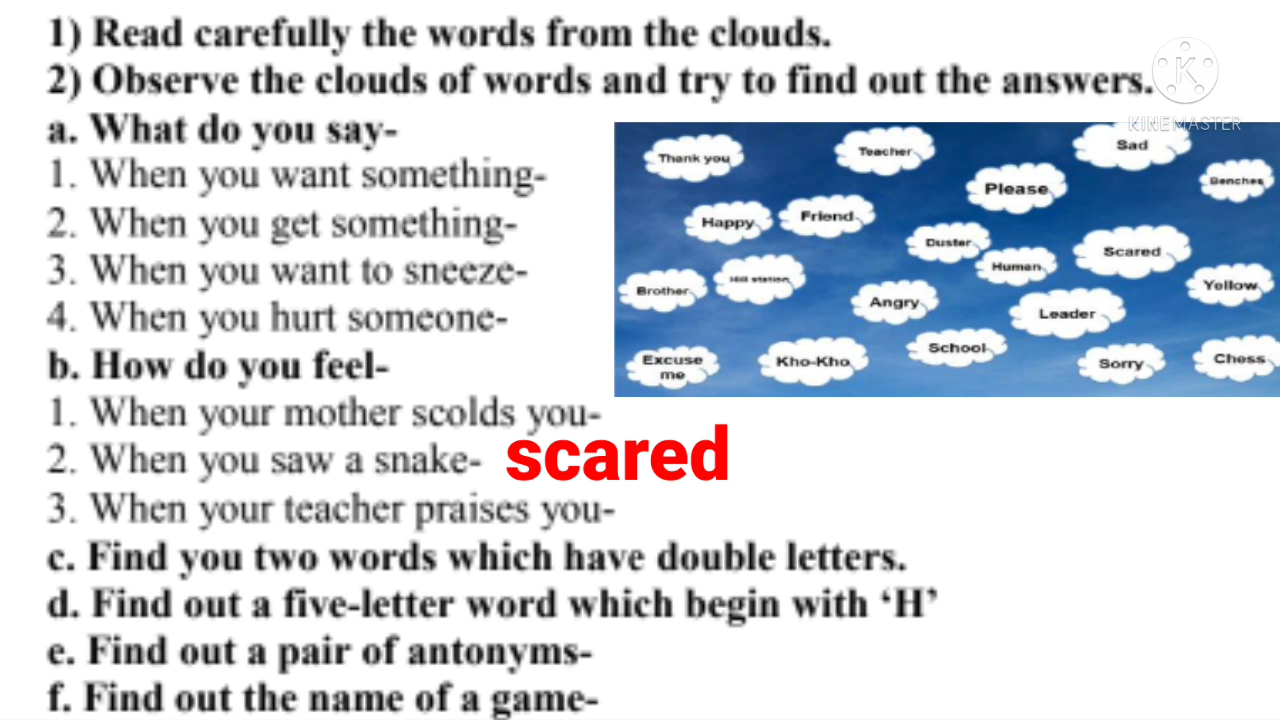 1) Read carefully the words from the clouds.
2) Observe the clouds of words and try to find out the answers.
KINEMASTER
a. What do you say-
1. When you want something-
2. When you get something-
3. When you want to sneeze-
4. When you hurt someone-
b. How do you feel-
1. When your mother scolds you-
2. When you saw a snake- scared
3. When your teacher praises you-
c. Find you two words which have double letters.
d. Find out a five-letter word which begin with ‘H’
e. Find out a pair of antonyms-
f. Find out the name of a game-
Thank you
Teacher
Sad
Please
Benches
Happy
Friend
Duster
Human
Scared
Brother
Hill station
Angry
Leader
Yellow
Excuse
me
Kho-Kho
School
Sorry
Chess